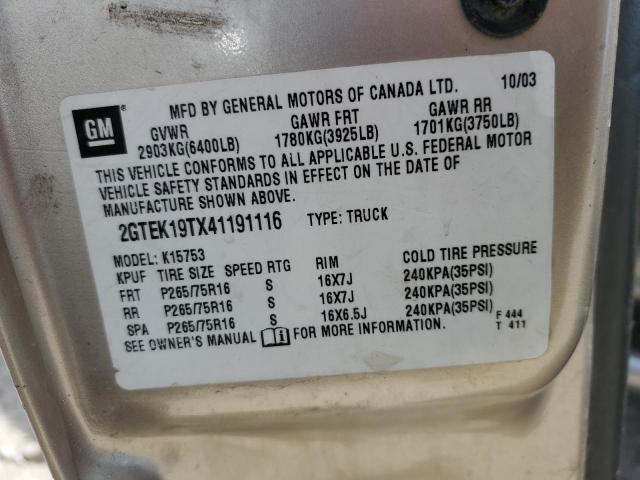 MFD BY GENERAL MOTORS OF CANADA LTD. 10/03
GM
GVWR GAWR FRT GAWR RR
2903KG(6400LB) 1780KG(3925LB) 1701KG(3750LB)
THIS VEHICLE CONFORMS TO ALL APPLICABLE U.S. FEDERAL MOTOR
VEHICLE SAFETY STANDARDS IN EFFECT ON THE DATE OF
MANUFACTURE SHOWN ABOVE.
2GTEK19TX41191116 TYPE: TRUCK
MODEL: K15753
KPUF TIRE SIZE SPEED RTG RIM COLD TIRE PRESSURE
FRT P265/75R16 S 16X7J 240KPA(35PSI)
RR P265/75R16 S 16X7J 240KPA(35PSI)
SPA P265/75R16 S 16X6.5J 240KPA(35PSI)
SEE OWNER'S MANUAL FOR MORE INFORMATION.
F 444
T 411